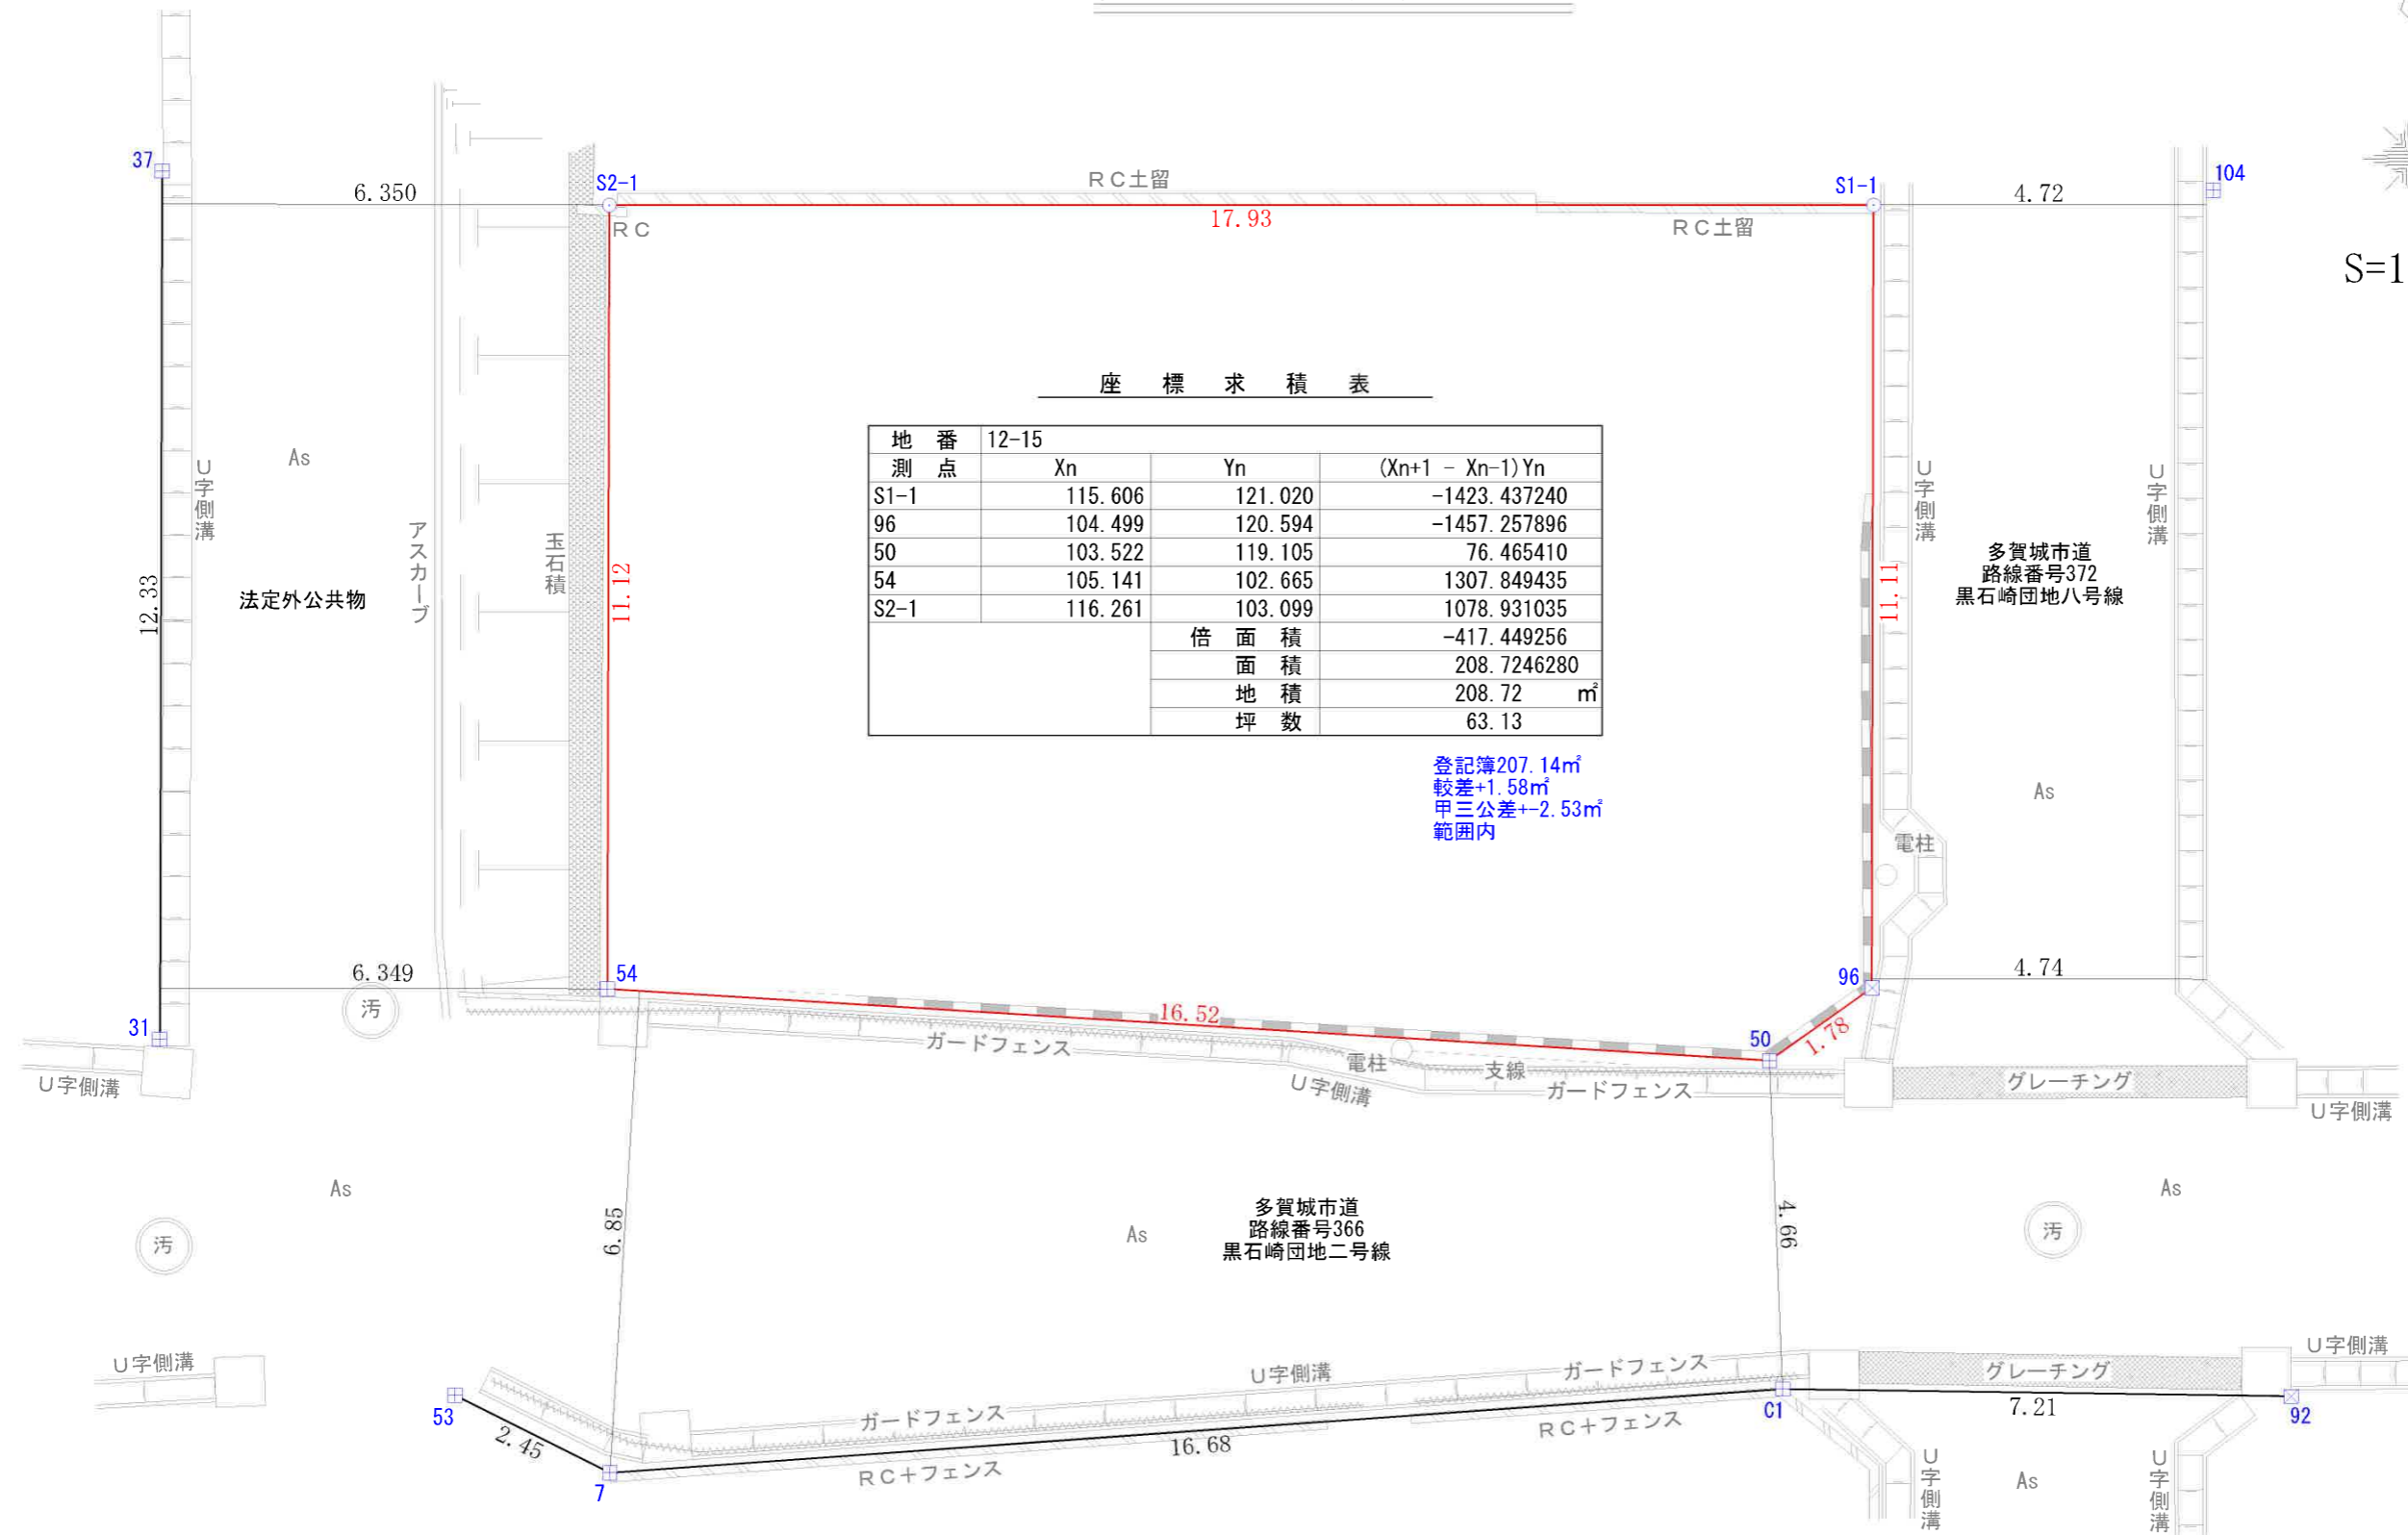 37
6.350
S2-1
RC土留
S1-1
4.72
104
RC
17.93
RC土留
S=1
座標求積表
地番 12-15
測点 Xn Yn (Xn+1 - Xn-1)Yn
S1-1 115.606 121.020 -1423.437240
96 104.499 120.594 -1457.257896
50 103.522 119.105 76.465410
54 105.141 102.665 1307.849435
S2-1 116.261 103.099 1078.931035
倍面積 -417.449256
面積 208.7246280
地積 208.72 ㎡
坪数 63.13
登記簿207.14㎡
較差+1.58㎡
甲三公差+-2.53㎡
範囲内
As
U字側溝
アスカーブ
玉石積
12.33
法定外公共物
11.12
11.11
U字側溝
U字側溝
多賀城市道
路線番号372
黒石崎団地八号線
As
電柱
6.349
汚
54
16.52
96
4.74
31
50
1.78
U字側溝
ガードフェンス
電柱
支線
U字側溝
ガードフェンス
グレーチング
U字側溝
As
6.85
多賀城市道
路線番号366
黒石崎団地二号線
As
4.66
As
汚
汚
U字側溝
53
2.45
7
ガードフェンス
U字側溝
ガードフェンス
RC+フェンス
16.68
RC+フェンス
C1
グレーチング
7.21
U字側溝
92
U字側溝
As
U字側溝